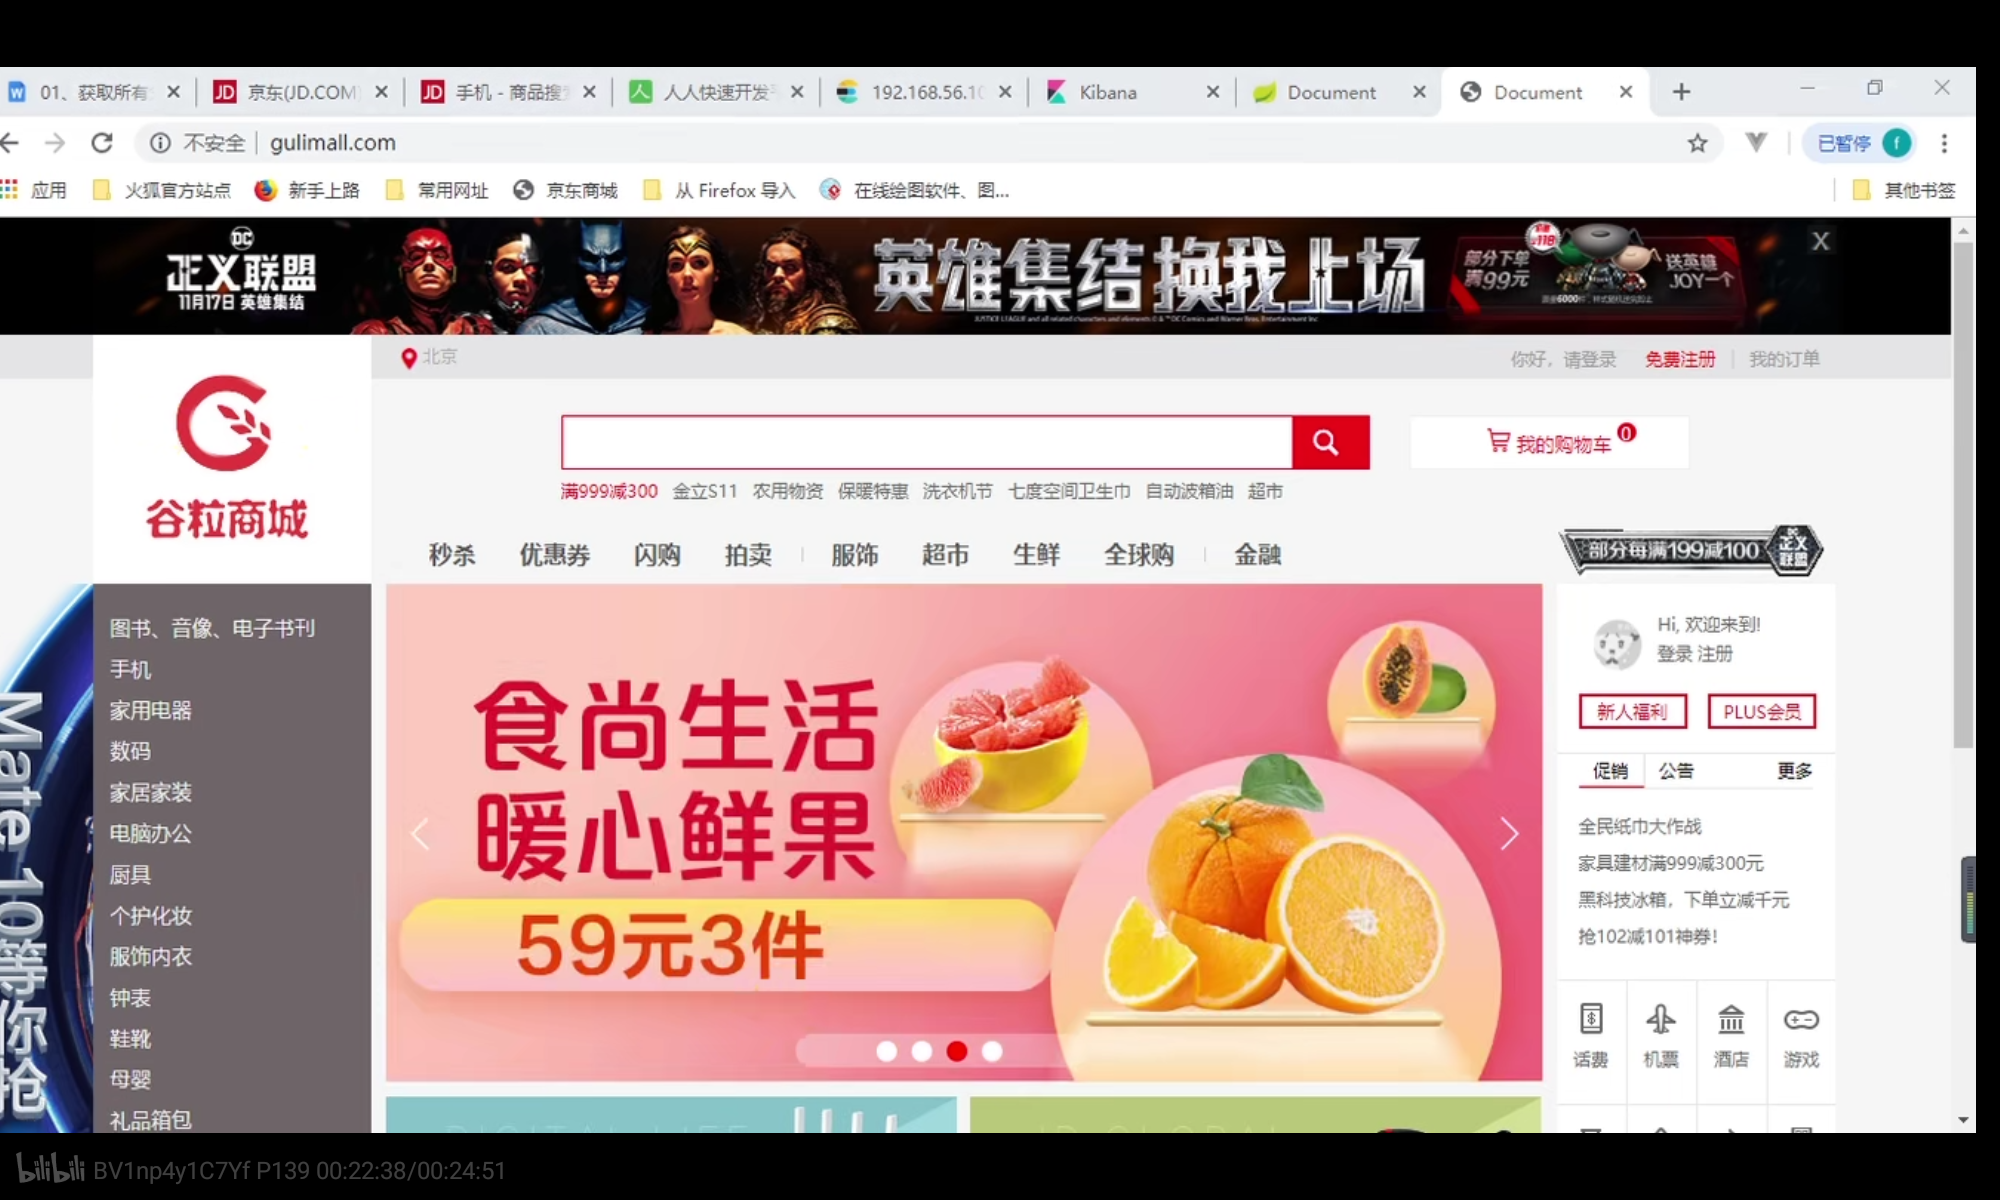 01、获取所有
京东(JD.COM)
手机 - 商品搜
人人快速开发
192.168.56.10
Kibana
Document
Document
不安全 | gulimall.com
已暂停
f
应用
火狐官方站点
新手上路
常用网址
京东商城
从 Firefox 导入
在线绘图软件、图...
其他书签
DC
正义联盟
11月17日 英雄集结
英雄集结 换我上场
部分下单
满99元
送英雄
JOY一个
X
北京
你好，请登录
免费注册
我的订单
谷粒商城
我的购物车 0
满999减300 金立S11 农用物资 保暖特惠 洗衣机节 七度空间卫生巾 自动波箱油 超市
秒杀 优惠券 闪购 拍卖 服饰 超市 生鲜 全球购 金融
部分每满199减100
正义
联盟
图书、音像、电子书刊
手机
家用电器
数码
家居家装
电脑办公
厨具
个护化妆
服饰内衣
钟表
鞋靴
母婴
礼品箱包
Mate 10等你抢
食尚生活
暖心鲜果
59元3件
Hi, 欢迎来到!
登录 注册
新人福利
PLUS会员
促销 公告 更多
全民纸巾大作战
家具建材满999减300元
黑科技冰箱，下单立减千元
抢102减101神券!
话费 机票 酒店 游戏
bilibili BV1np4y1C7Yf P139 00:22:38/00:24:51